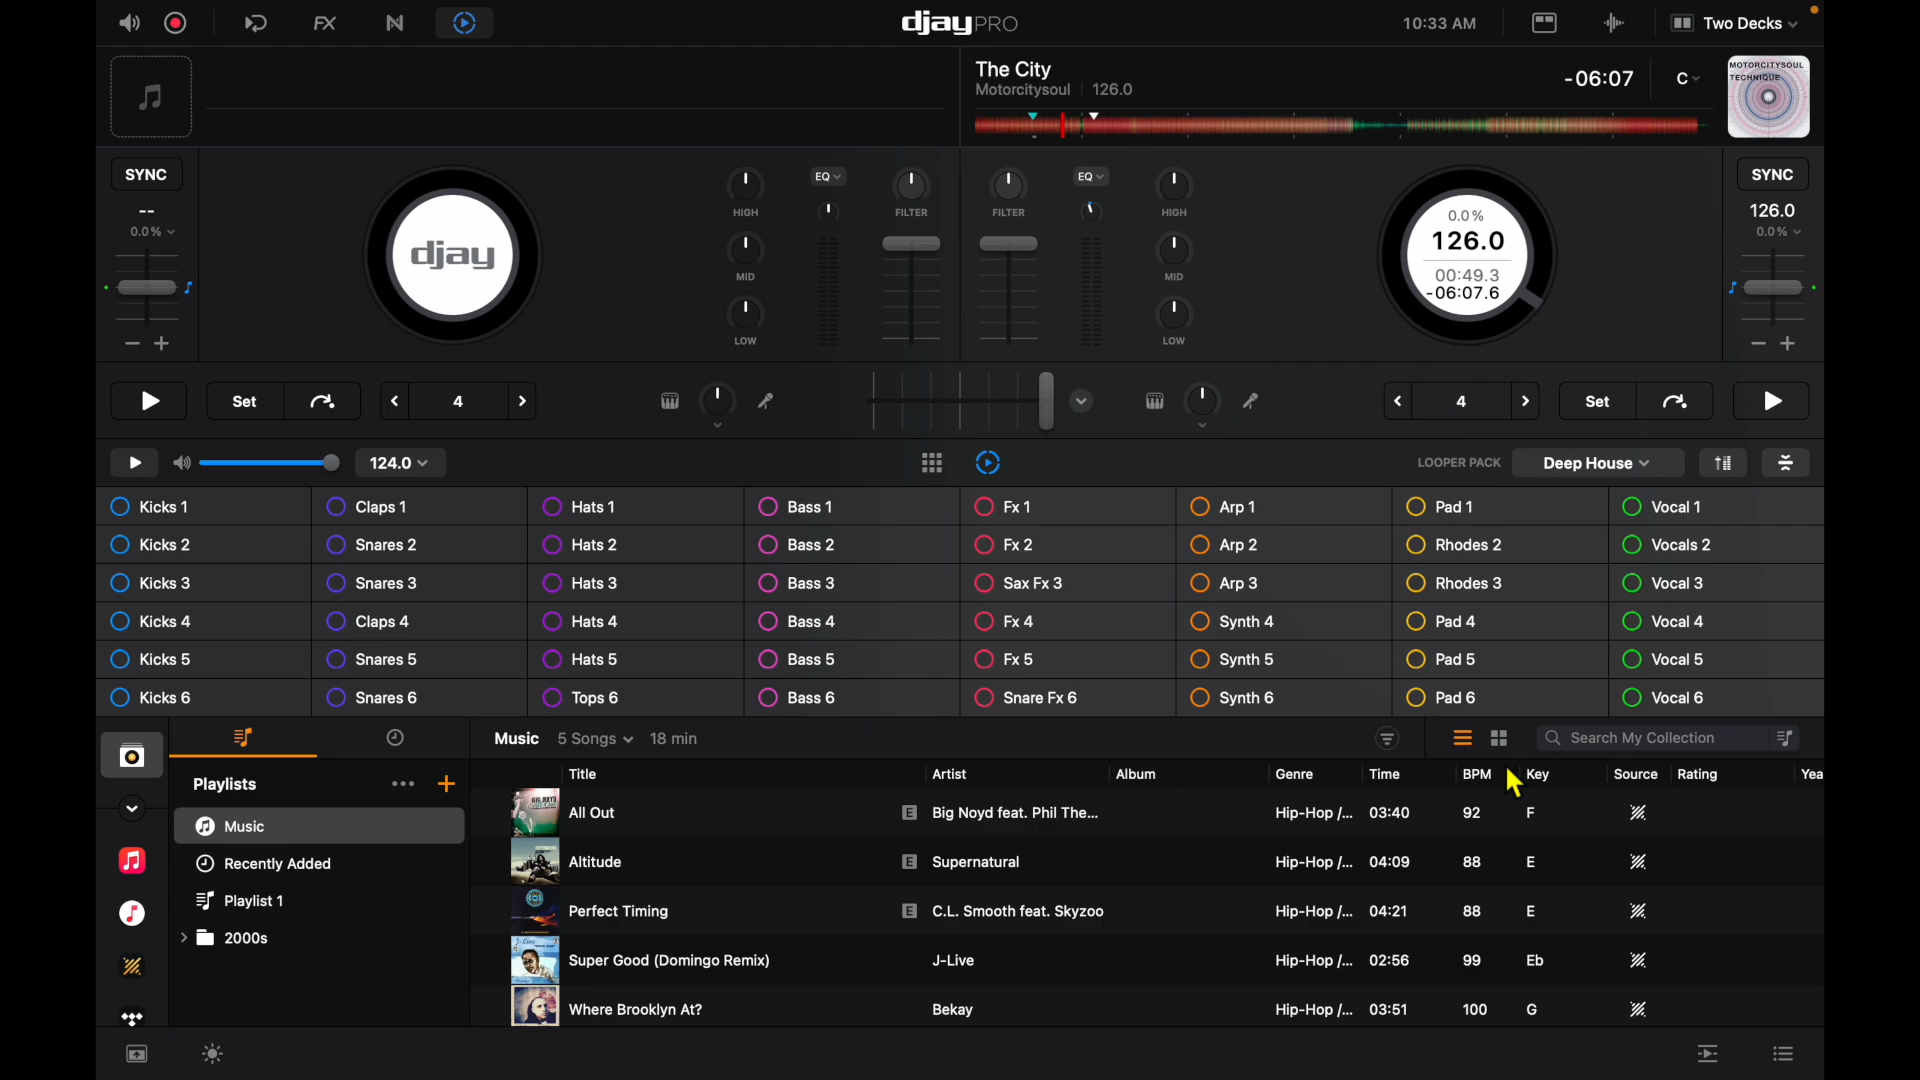 FX
djay PRO
10:33 AM
Two Decks
The City
Motorcitysoul
126.0
-06:07
C
MOTORCITYSOUL
TECHNIQUE
SYNC
--
0.0%
djay
HIGH
MID
LOW
EQ
FILTER
FILTER
EQ
HIGH
MID
LOW
0.0%
126.0
00:49.3
-06:07.6
SYNC
126.0
0.0%
Set
4
4
Set
124.0
LOOPER PACK
Deep House
Kicks 1
Claps 1
Hats 1
Bass 1
Fx 1
Arp 1
Pad 1
Vocal 1
Kicks 2
Snares 2
Hats 2
Bass 2
Fx 2
Arp 2
Rhodes 2
Vocals 2
Kicks 3
Snares 3
Hats 3
Bass 3
Sax Fx 3
Arp 3
Rhodes 3
Vocal 3
Kicks 4
Claps 4
Hats 4
Bass 4
Fx 4
Synth 4
Pad 4
Vocal 4
Kicks 5
Snares 5
Hats 5
Bass 5
Fx 5
Synth 5
Pad 5
Vocal 5
Kicks 6
Snares 6
Tops 6
Bass 6
Snare Fx 6
Synth 6
Pad 6
Vocal 6
Playlists
Music
Recently Added
Playlist 1
2000s
Music
5 Songs
18 min
Search My Collection
Title
Artist
Album
Genre
Time
BPM
Key
Source
Rating
Yea
All Out
E
Big Noyd feat. Phil The...
Hip-Hop /...
03:40
92
F
Altitude
E
Supernatural
Hip-Hop /...
04:09
88
E
Perfect Timing
E
C.L. Smooth feat. Skyzoo
Hip-Hop /...
04:21
88
E
Super Good (Domingo Remix)
J-Live
Hip-Hop /...
02:56
99
Eb
Where Brooklyn At?
Bekay
Hip-Hop /...
03:51
100
G